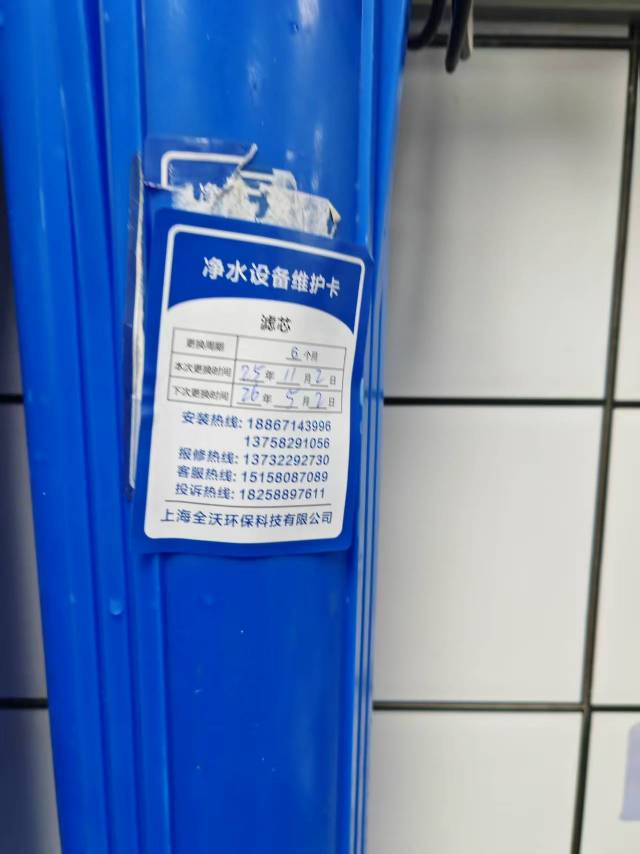 净水设备维护卡
滤芯
更换周期 6 个月
本次更换时间 25 年 11 月 2 日
下次更换时间 26 年 5 月 2 日
安装热线: 18867143996
13758291056
报修热线: 13732292730
客服热线: 15158087089
投诉热线: 18258897611
上海全沃环保科技有限公司